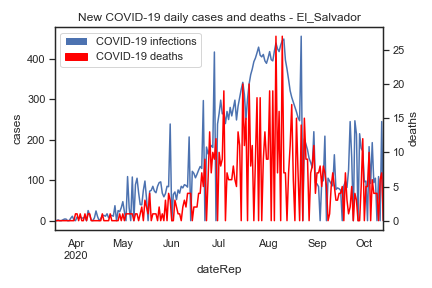 New COVID-19 daily cases and deaths - El_Salvador
COVID-19 infections
COVID-19 deaths
400
300
200
100
0
cases
25
20
15
10
5
0
deaths
Apr May Jun Jul Aug Sep Oct
2020
dateRep